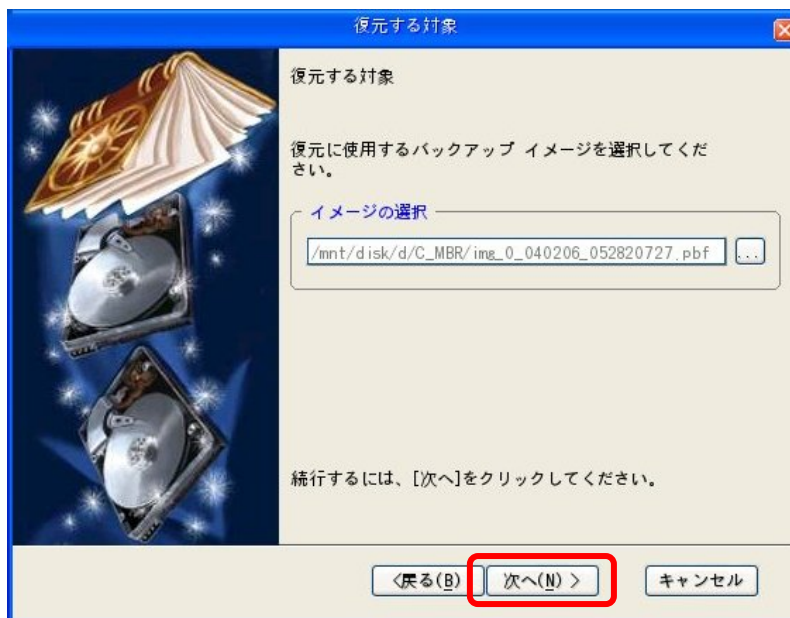 復元する対象
復元する対象
復元に使用するバックアップ イメージを選択してくだ
さい。
イメージの選択
/mnt/disk/d/C_MBR/img_0_040206_052820727.pbf
...
続行するには、[次へ]をクリックしてください。
<戻る(B)
次へ(N) >
キャンセル